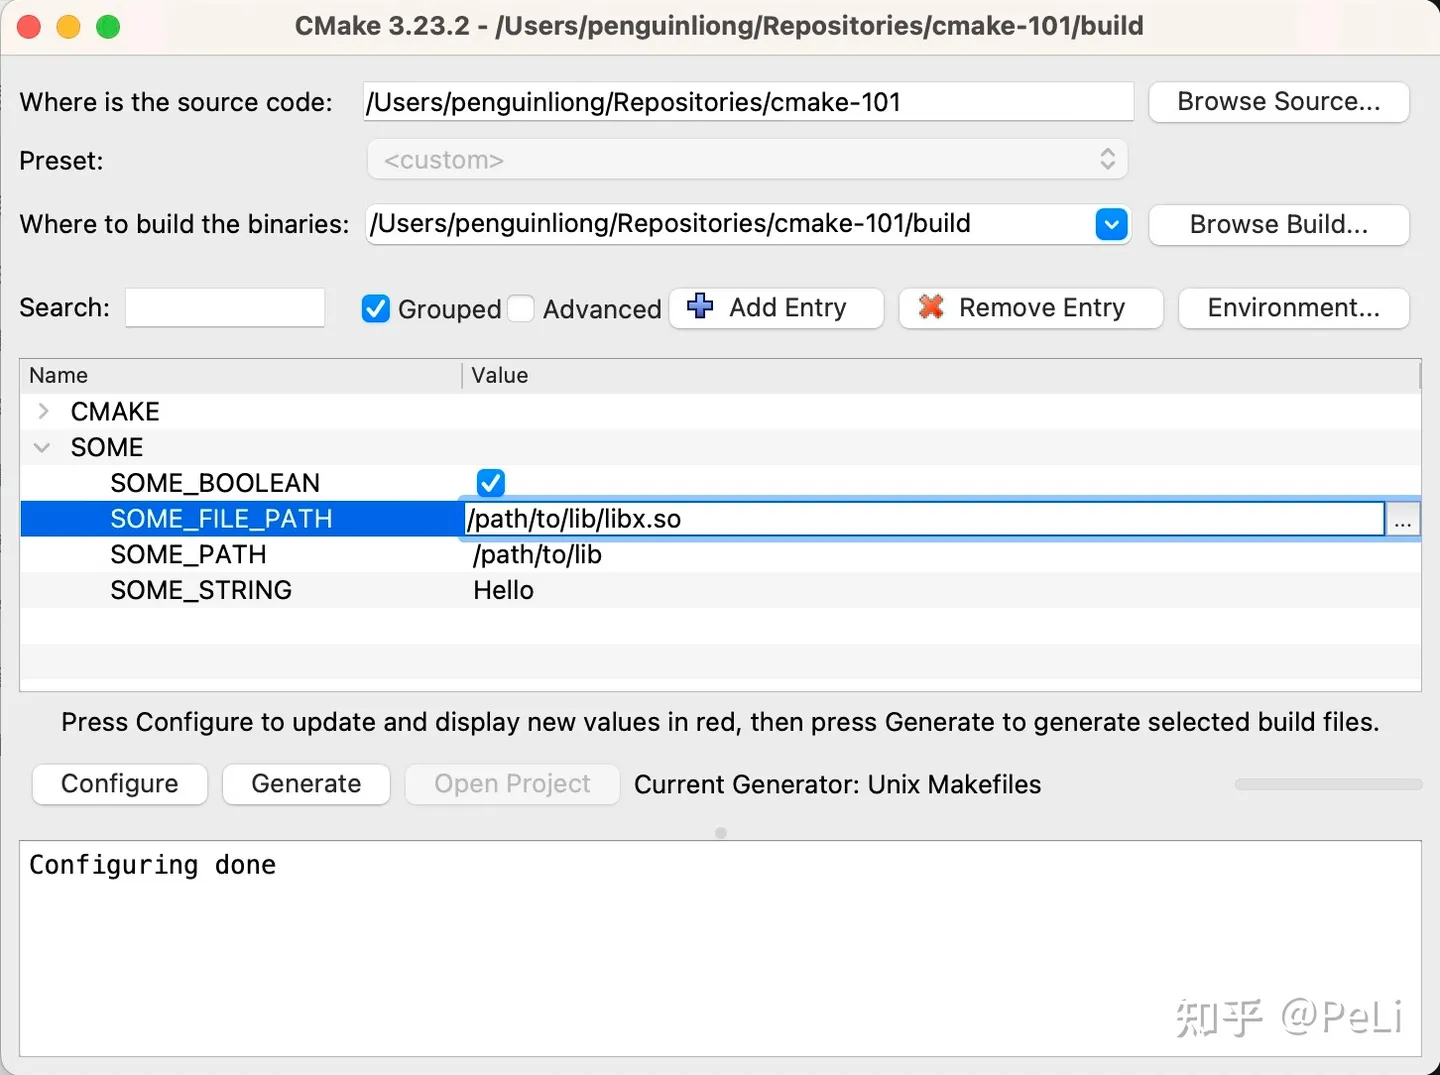 CMake 3.23.2 - /Users/penguinliong/Repositories/cmake-101/build
Where is the source code: /Users/penguinliong/Repositories/cmake-101 Browse Source...
Preset: <custom>
Where to build the binaries: /Users/penguinliong/Repositories/cmake-101/build Browse Build...
Search: Grouped Advanced Add Entry Remove Entry Environment...
Name Value
CMAKE
SOME
SOME_BOOLEAN
SOME_FILE_PATH /path/to/lib/libx.so ...
SOME_PATH /path/to/lib
SOME_STRING Hello
Press Configure to update and display new values in red, then press Generate to generate selected build files.
Configure Generate Open Project Current Generator: Unix Makefiles
Configuring done
知乎 @PeLi